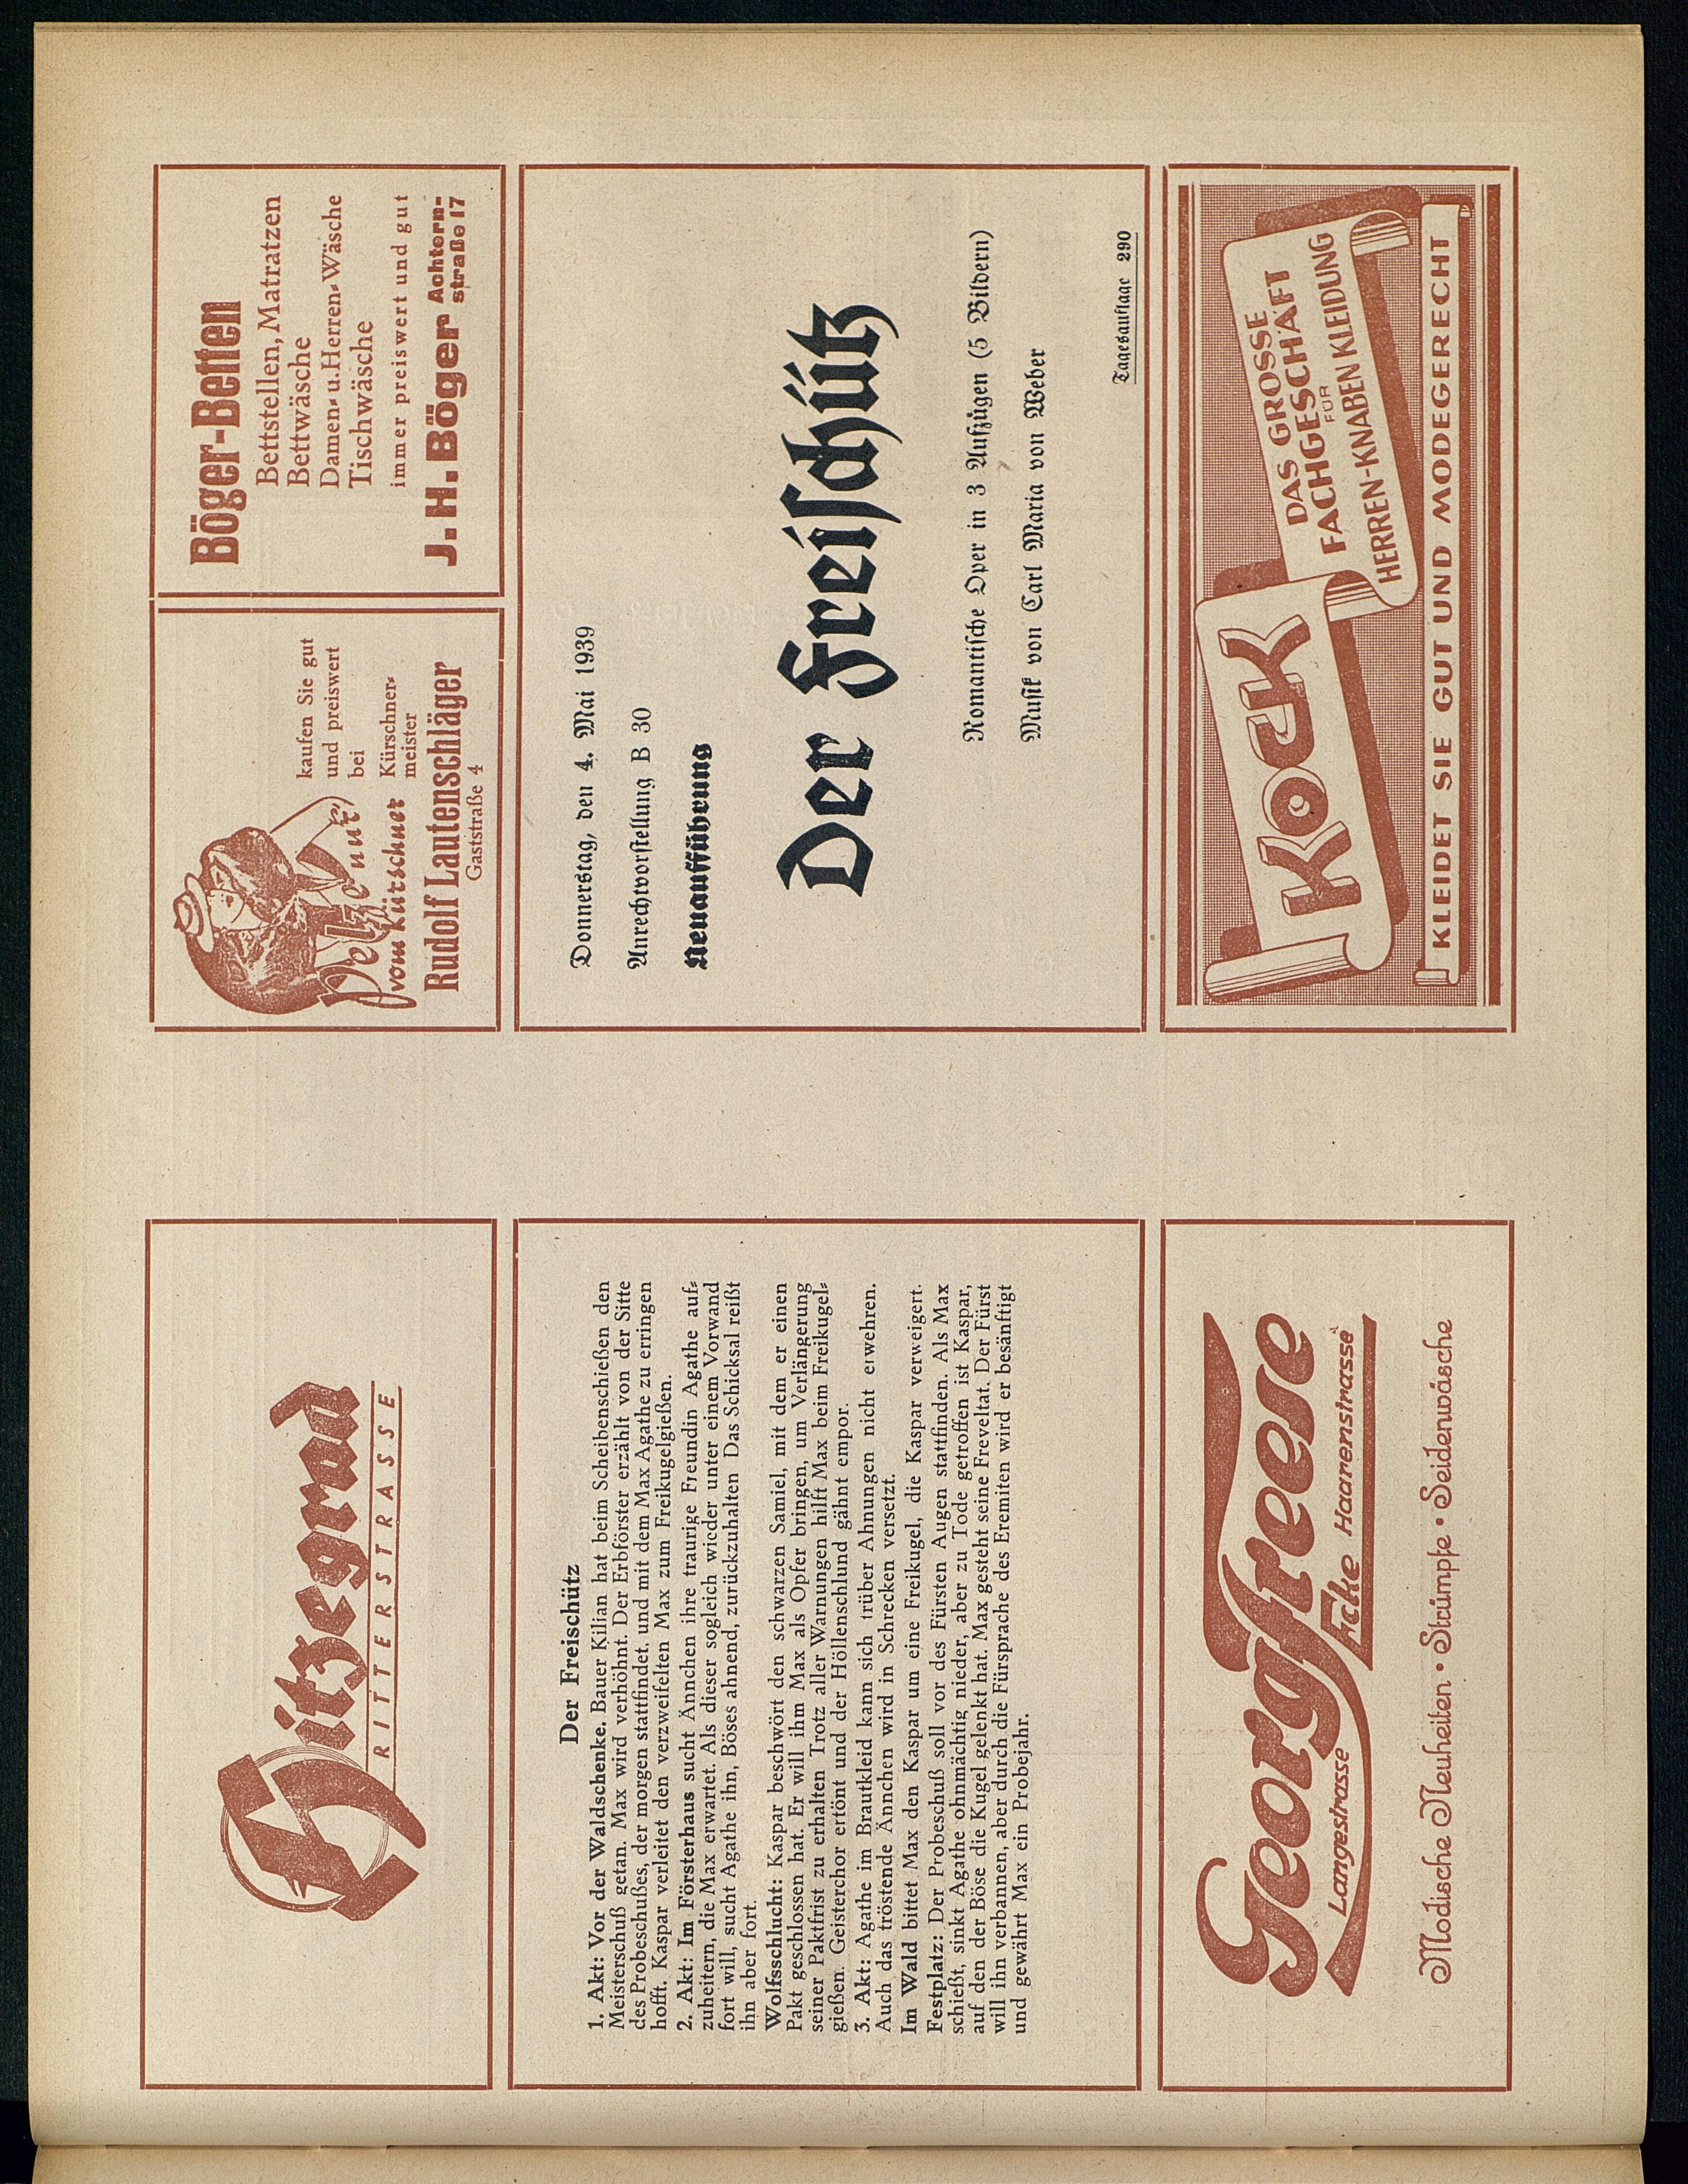 Hitzegrad
RITTERSTRASSE
Der Freischütz
1. Akt: Vor der Waldschenke. Bauer Kilian hat beim Scheibenschießen den
Meisterschuß getan. Max wird verhöhnt. Der Erbförster erzählt von der Sitte
des Probeschußes, der morgen stattfindet, und mit dem Max Agathe zu erringen
hofft. Kaspar verleitet den verzweifelten Max zum Freikugelgießen.
2. Akt: Im Försterhaus sucht Ännchen ihre traurige Freundin Agathe auf-
zuheitern, die Max erwartet. Als dieser sogleich wieder unter einem Vorwand
fort will, sucht Agathe ihn, Böses ahnend, zurückzuhalten Das Schicksal reißt
ihn aber fort.
Wolfsschlucht: Kaspar beschwört den schwarzen Samiel, mit dem er einen
Pakt geschlossen hat. Er will ihm Max als Opfer bringen, um Verlängerung
seiner Paktfrist zu erhalten Trotz aller Warnungen hilft Max beim Freikugel-
gießen. Geisterchor ertönt und der Höllenschlund gähnt empor.
3. Akt: Agathe im Brautkleid kann sich trüber Ahnungen nicht erwehren.
Auch das tröstende Ännchen wird in Schrecken versetzt.
Im Wald bittet Max den Kaspar um eine Freikugel, die Kaspar verweigert.
Festplatz: Der Probeschuß soll vor des Fürsten Augen stattfinden. Als Max
schießt, sinkt Agathe ohnmächtig nieder, aber zu Tode getroffen ist Kaspar,
auf den der Böse die Kugel gelenkt hat. Max gesteht seine Freveltat. Der Fürst
will ihn verbannen, aber durch die Fürsprache des Eremiten wird er besänftigt
und gewährt Max ein Probejahr.
Georg Freese
Langestrasse Ecke Haarenstrasse
Modische Neuheiten • Strümpfe • Seidenwäsche
Pelze nur
vom Kürschner
kaufen Sie gut
und preiswert
bei
Kürschner-
meister
Rudolf Lautenschläger
Gaststraße 4
Böger-Betten
Bettstellen, Matratzen
Bettwäsche
Damen- u. Herren-Wäsche
Tischwäsche
immer preiswert und gut
J. H. Böger Achtern-
straße 17
Donnerstag, den 4. Mai 1939
Anrechtvorstellung B 30
Neuaufführung
Der Freischütz
Romantische Oper in 3 Aufzügen (5 Bildern)
Musik von Carl Maria von Weber
Tagesauflage 290
KOCK
DAS GROSSE
FACHGESCHÄFT
FÜR
HERREN-KNABEN KLEIDUNG
KLEIDET SIE GUT UND MODEGERECHT